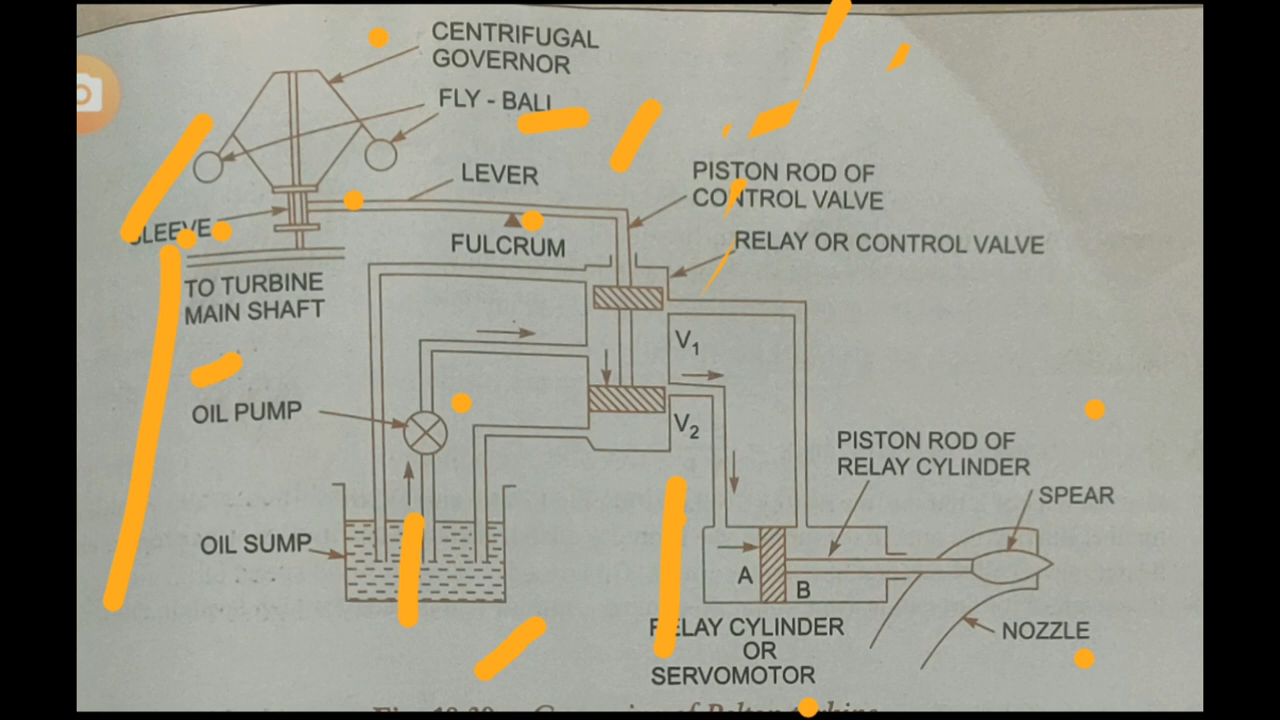 CENTRIFUGAL
GOVERNOR
FLY - BALL
LEVER
PISTON ROD OF
CONTROL VALVE
SLEEVE
FULCRUM
RELAY OR CONTROL VALVE
TO TURBINE
MAIN SHAFT
V1
OIL PUMP
V2
PISTON ROD OF
RELAY CYLINDER
SPEAR
OIL SUMP
A
B
RELAY CYLINDER
OR
SERVOMOTOR
NOZZLE